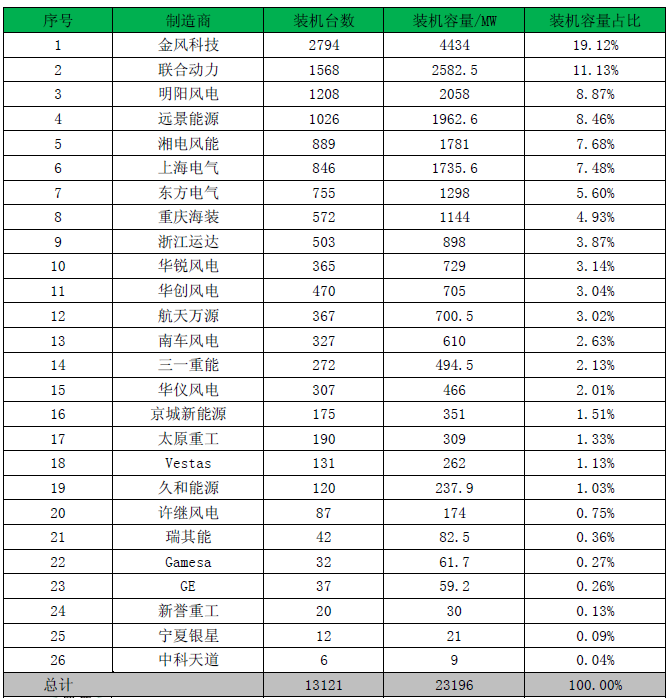 序号 制造商 装机台数 装机容量/MW 装机容量占比
1 金风科技 2794 4434 19.12%
2 联合动力 1568 2582.5 11.13%
3 明阳风电 1208 2058 8.87%
4 远景能源 1026 1962.6 8.46%
5 湘电风能 889 1781 7.68%
6 上海电气 846 1735.6 7.48%
7 东方电气 755 1298 5.60%
8 重庆海装 572 1144 4.93%
9 浙江运达 503 898 3.87%
10 华锐风电 365 729 3.14%
11 华创风电 470 705 3.04%
12 航天万源 367 700.5 3.02%
13 南车风电 327 610 2.63%
14 三一重能 272 494.5 2.13%
15 华仪风电 307 466 2.01%
16 京城新能源 175 351 1.51%
17 太原重工 190 309 1.33%
18 Vestas 131 262 1.13%
19 久和能源 120 237.9 1.03%
20 许继风电 87 174 0.75%
21 瑞其能 42 82.5 0.36%
22 Gamesa 32 61.7 0.27%
23 GE 37 59.2 0.26%
24 新誉重工 20 30 0.13%
25 宁夏银星 12 21 0.09%
26 中科天道 6 9 0.04%
总计 13121 23196 100.00%